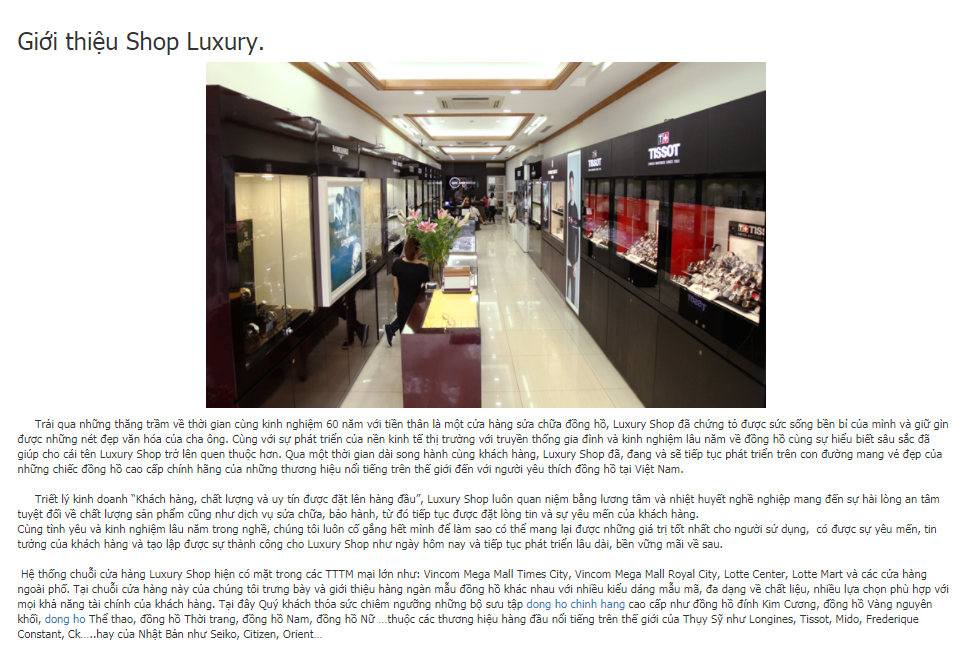 Giới thiệu Shop Luxury.
LONGINES
TISSOT
TISSOT
TISSOT
Trải qua những thăng trầm về thời gian cùng kinh nghiệm 60 năm với tiền thân là một cửa hàng sửa chữa đồng hồ, Luxury Shop đã chứng tỏ được sức sống bền bỉ của mình và giữ gìn
được những nét đẹp văn hóa của cha ông. Cùng với sự phát triển của nền kinh tế thị trường với truyền thống gia đình và kinh nghiệm lâu năm về đồng hồ cùng sự hiểu biết sâu sắc đã
giúp cho cái tên Luxury Shop trở lên quen thuộc hơn. Qua một thời gian dài song hành cùng khách hàng, Luxury Shop đã, đang và sẽ tiếp tục phát triển trên con đường mang vẻ đẹp của
những chiếc đồng hồ cao cấp chính hãng của những thương hiệu nổi tiếng trên thế giới đến với người yêu thích đồng hồ tại Việt Nam.
Triết lý kinh doanh “Khách hàng, chất lượng và uy tín được đặt lên hàng đầu”, Luxury Shop luôn quan niệm bằng lương tâm và nhiệt huyết nghề nghiệp mang đến sự hài lòng an tâm
tuyệt đối về chất lượng sản phẩm cũng như dịch vụ sửa chữa, bảo hành, từ đó tiếp tục được đặt lòng tin và sự yêu mến của khách hàng.
Cùng tình yêu và kinh nghiệm lâu năm trong nghề, chúng tôi luôn cố gắng hết mình để làm sao có thể mang lại được những giá trị tốt nhất cho người sử dụng, có được sự yêu mến, tin
tưởng của khách hàng và tạo lập được sự thành công cho Luxury Shop như ngày hôm nay và tiếp tục phát triển lâu dài, bền vững mãi về sau.
Hệ thống chuỗi cửa hàng Luxury Shop hiện có mặt trong các TTTM mại lớn như: Vincom Mega Mall Times City, Vincom Mega Mall Royal City, Lotte Center, Lotte Mart và các cửa hàng
ngoài phố. Tại chuỗi cửa hàng này của chúng tôi trưng bày và giới thiệu hàng ngàn mẫu đồng hồ khác nhau với nhiều kiểu dáng mẫu mã, đa dạng về chất liệu, nhiều lựa chọn phù hợp với
mọi khả năng tài chính của khách hàng. Tại đây Quý khách thỏa sức chiêm ngưỡng những bộ sưu tập dong ho chinh hang cao cấp như đồng hồ đính Kim Cương, đồng hồ Vàng nguyên
khối, dong ho Thể thao, đồng hồ Thời trang, đồng hồ Nam, đồng hồ Nữ ...thuộc các thương hiệu hàng đầu nổi tiếng trên thế giới của Thụy Sỹ như Longines, Tissot, Mido, Frederique
Constant, Ck.....hay của Nhật Bản như Seiko, Citizen, Orient...